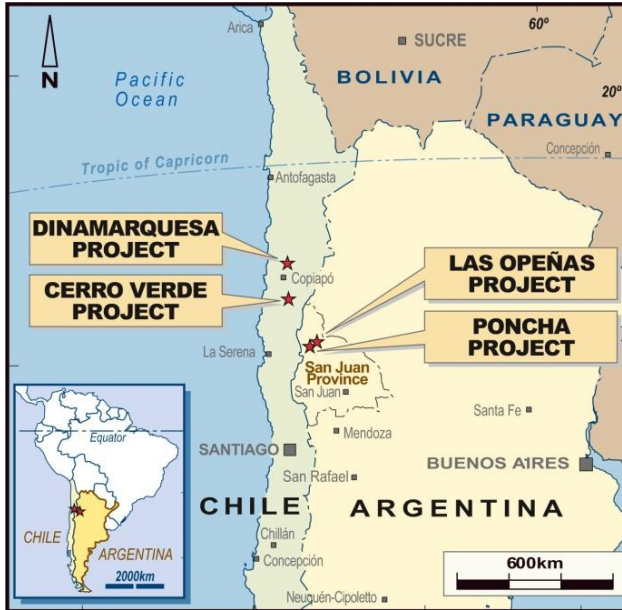 Arica
60º
SUCRE
N
Pacific
Ocean
BOLIVIA
20º
PARAGUAY
Concepción
Tropic of Capricorn
Antofagasta
DINAMARQUESA
PROJECT
Copiapó
LAS OPEÑAS
PROJECT
CERRO VERDE
PROJECT
PONCHA
PROJECT
La Serena
San Juan
Province
San Juan
Santa Fe
Mendoza
SANTIAGO
BUENOS AIRES
San Rafael
CHILE
ARGENTINA
Chillán
Concepción
Neuquén-Cipoletto
600km
Equator
CHILE
ARGENTINA
2000km